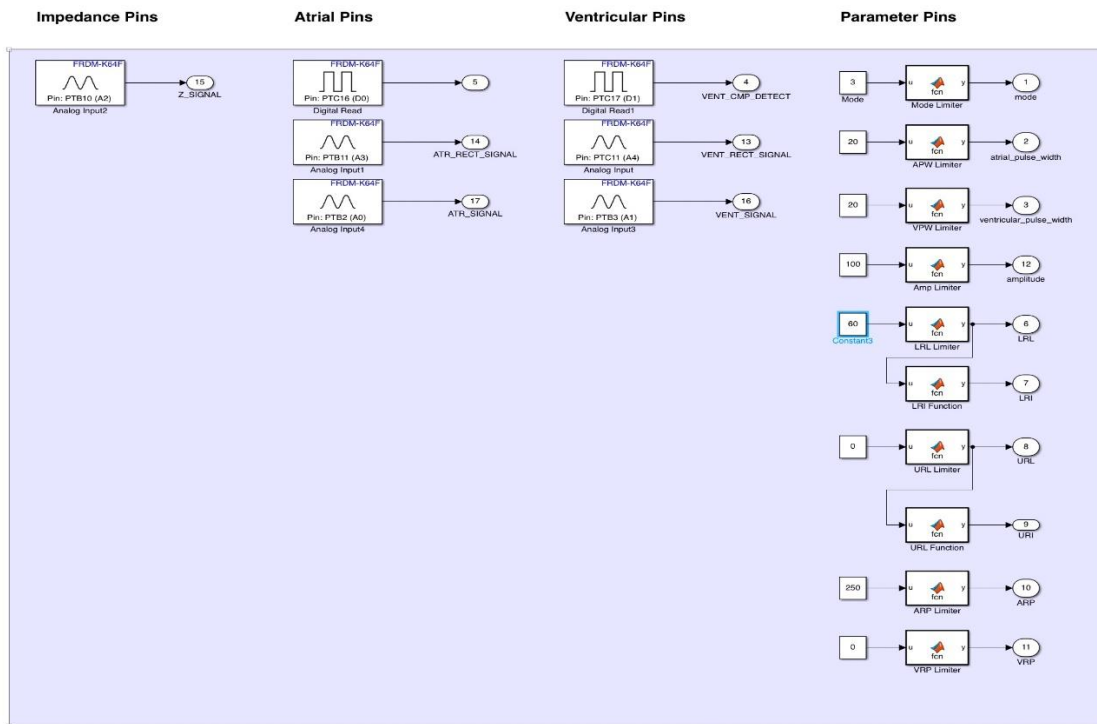 Impedance Pins
Atrial Pins
Ventricular Pins
Parameter Pins
FRDM-K64F
Pin: PTB10 (A2)
Analog Input2
15
Z_SIGNAL
FRDM-K64F
Pin: PTC16 (D0)
Digital Read
5
FRDM-K64F
Pin: PTB11 (A3)
Analog Input1
14
ATR_RECT_SIGNAL
FRDM-K64F
Pin: PTB2 (A0)
Analog Input4
17
ATR_SIGNAL
FRDM-K64F
Pin: PTC17 (D1)
Digital Read1
4
VENT_CMP_DETECT
FRDM-K64F
Pin: PTC11 (A4)
Analog Input
13
VENT_RECT_SIGNAL
FRDM-K64F
Pin: PTB3 (A1)
Analog Input3
16
VENT_SIGNAL
3
Mode
u
fcn
y
Mode Limiter
1
mode
20
u
fcn
y
APW Limiter
2
atrial_pulse_width
20
u
fcn
y
VPW Limiter
3
ventricular_pulse_width
100
u
fcn
y
Amp Limiter
12
amplitude
60
Constant3
u
fcn
y
LRL Limiter
6
LRL
u
fcn
y
LRI Function
7
LRI
0
u
fcn
y
URL Limiter
8
URL
u
fcn
y
URL Function
9
URI
250
u
fcn
y
ARP Limiter
10
ARP
0
u
fcn
y
VRP Limiter
11
VRP